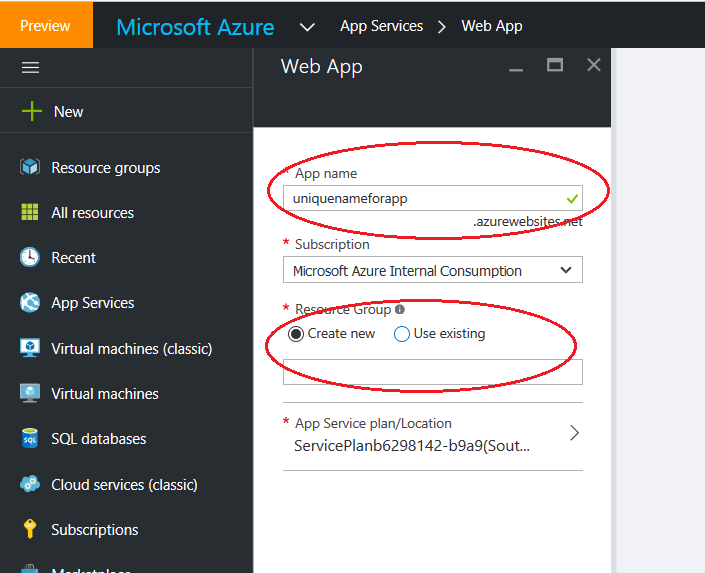 Preview
Microsoft Azure
App Services > Web App
Web App
New
Resource groups
All resources
Recent
App Services
Virtual machines (classic)
Virtual machines
SQL databases
SQL
Cloud services (classic)
Subscriptions
Marketplace
* App name
uniquenameforapp
.azurewebsites.net
* Subscription
Microsoft Azure Internal Consumption
* Resource Group
Create new Use existing
* App Service plan/Location
ServicePlanb6298142-b9a9(Sout...